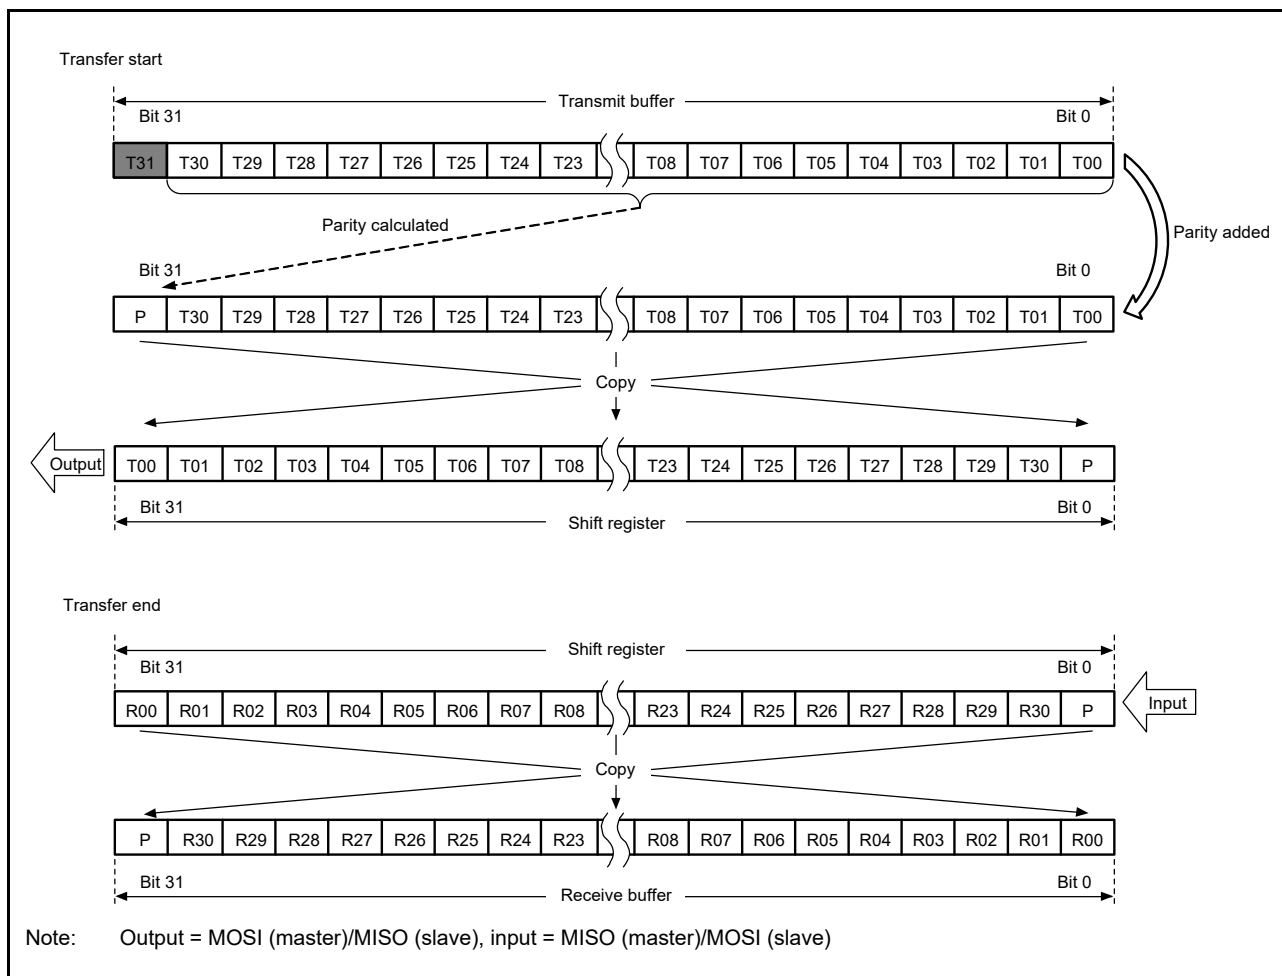 Transfer start
Transmit buffer
Bit 31 Bit 0
T31 T30 T29 T28 T27 T26 T25 T24 T23 T08 T07 T06 T05 T04 T03 T02 T01 T00
Parity calculated
Parity added
Bit 31 Bit 0
P T30 T29 T28 T27 T26 T25 T24 T23 T08 T07 T06 T05 T04 T03 T02 T01 T00
Copy
Output
T00 T01 T02 T03 T04 T05 T06 T07 T08 T23 T24 T25 T26 T27 T28 T29 T30 P
Bit 31 Bit 0
Shift register
Transfer end
Shift register
Bit 31 Bit 0
R00 R01 R02 R03 R04 R05 R06 R07 R08 R23 R24 R25 R26 R27 R28 R29 R30 P
Input
Copy
P R30 R29 R28 R27 R26 R25 R24 R23 R08 R07 R06 R05 R04 R03 R02 R01 R00
Bit 31 Bit 0
Receive buffer
Note: Output = MOSI (master)/MISO (slave), input = MISO (master)/MOSI (slave)